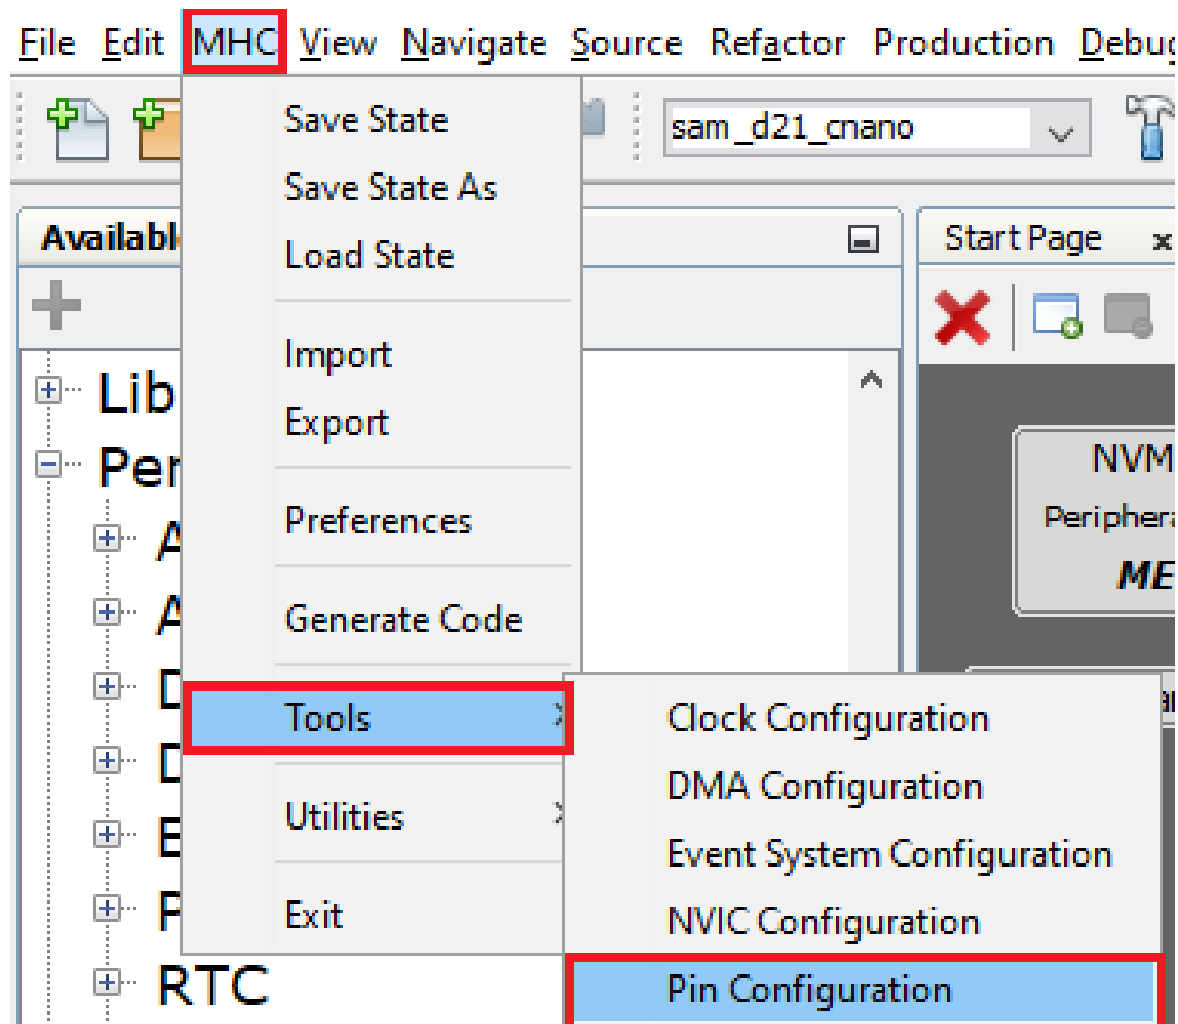 File Edit MHC View Navigate Source Refactor Production Debug
Save State
sam_d21_cnano
Save State As
Start Page
Load State
Import
Export
NVM
Preferences
ME
Generate Code
Tools
Clock Configuration
DMA Configuration
Utilities
Event System Configuration
Exit
NVIC Configuration
RTC
Pin Configuration